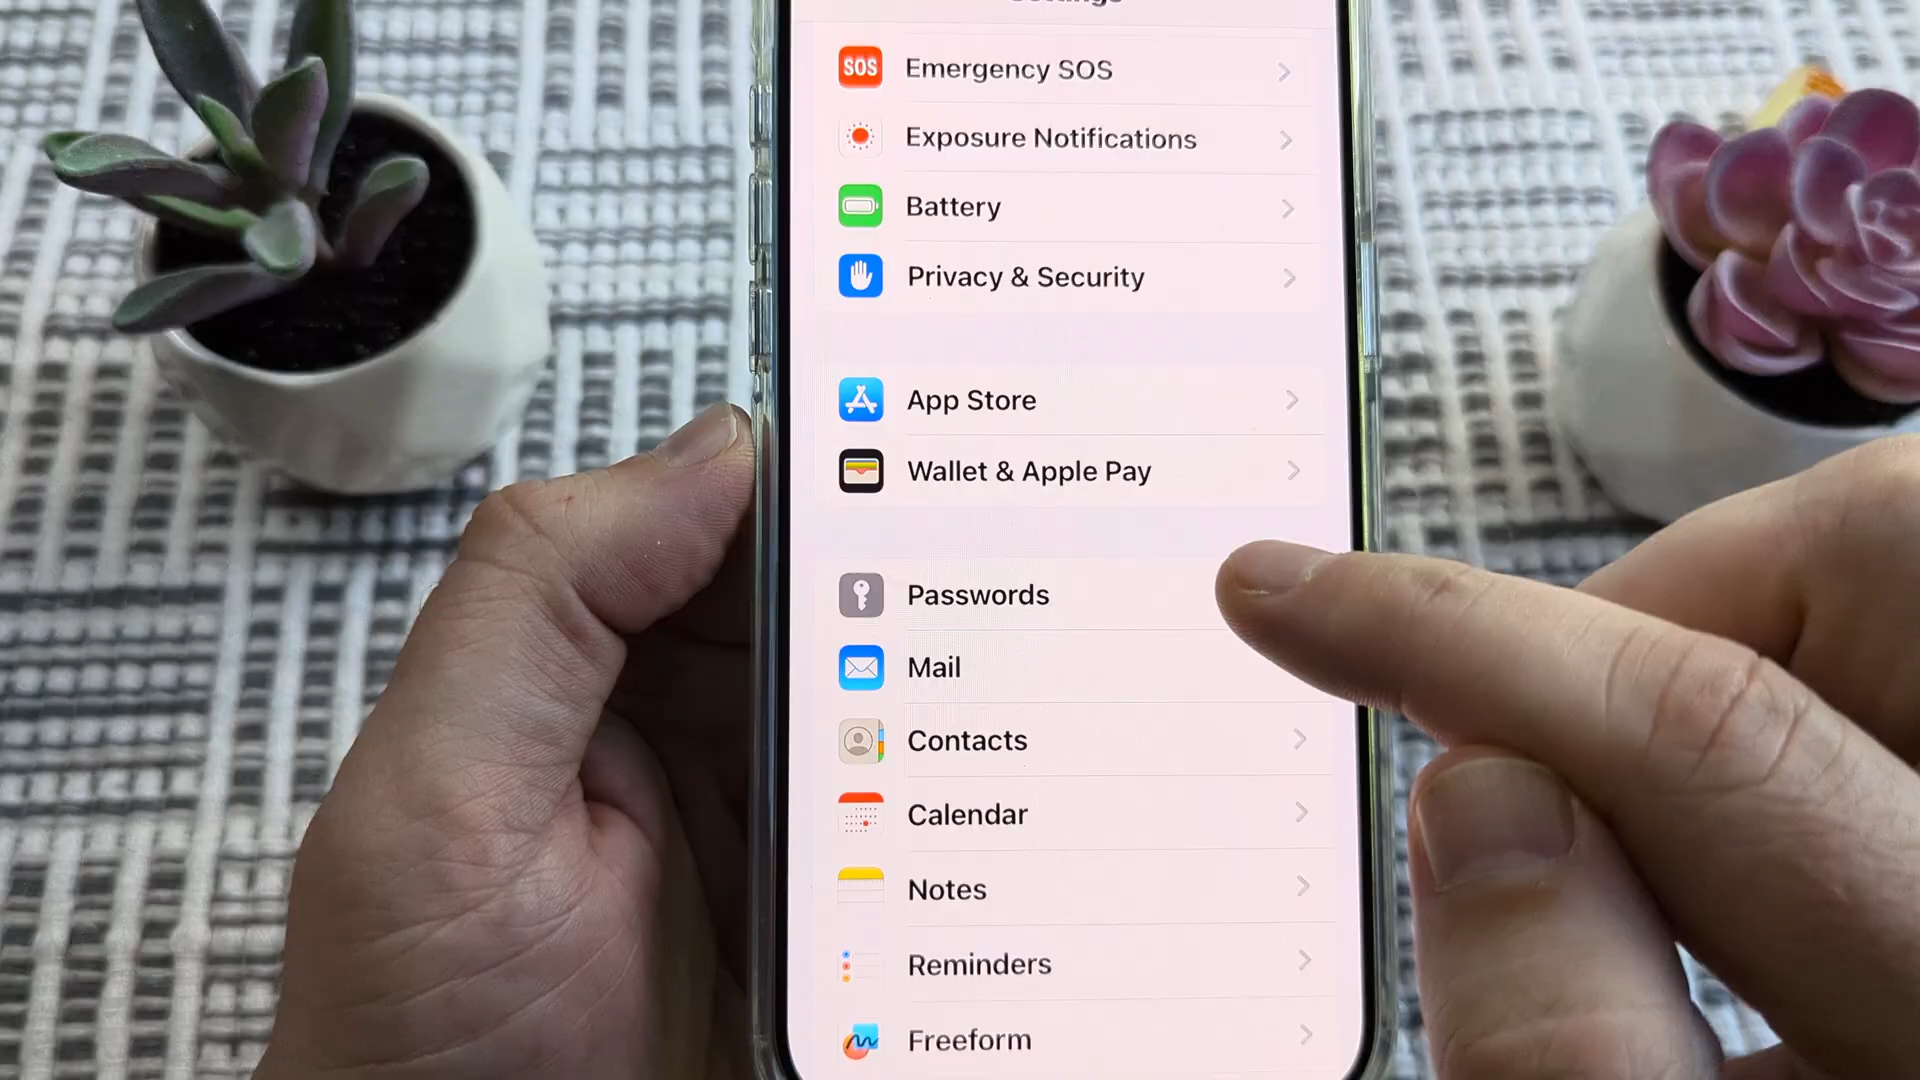 Settings
SOS
Emergency SOS
Exposure Notifications
Battery
Privacy & Security
App Store
Wallet & Apple Pay
Passwords
Mail
Contacts
Calendar
Notes
Reminders
Freeform